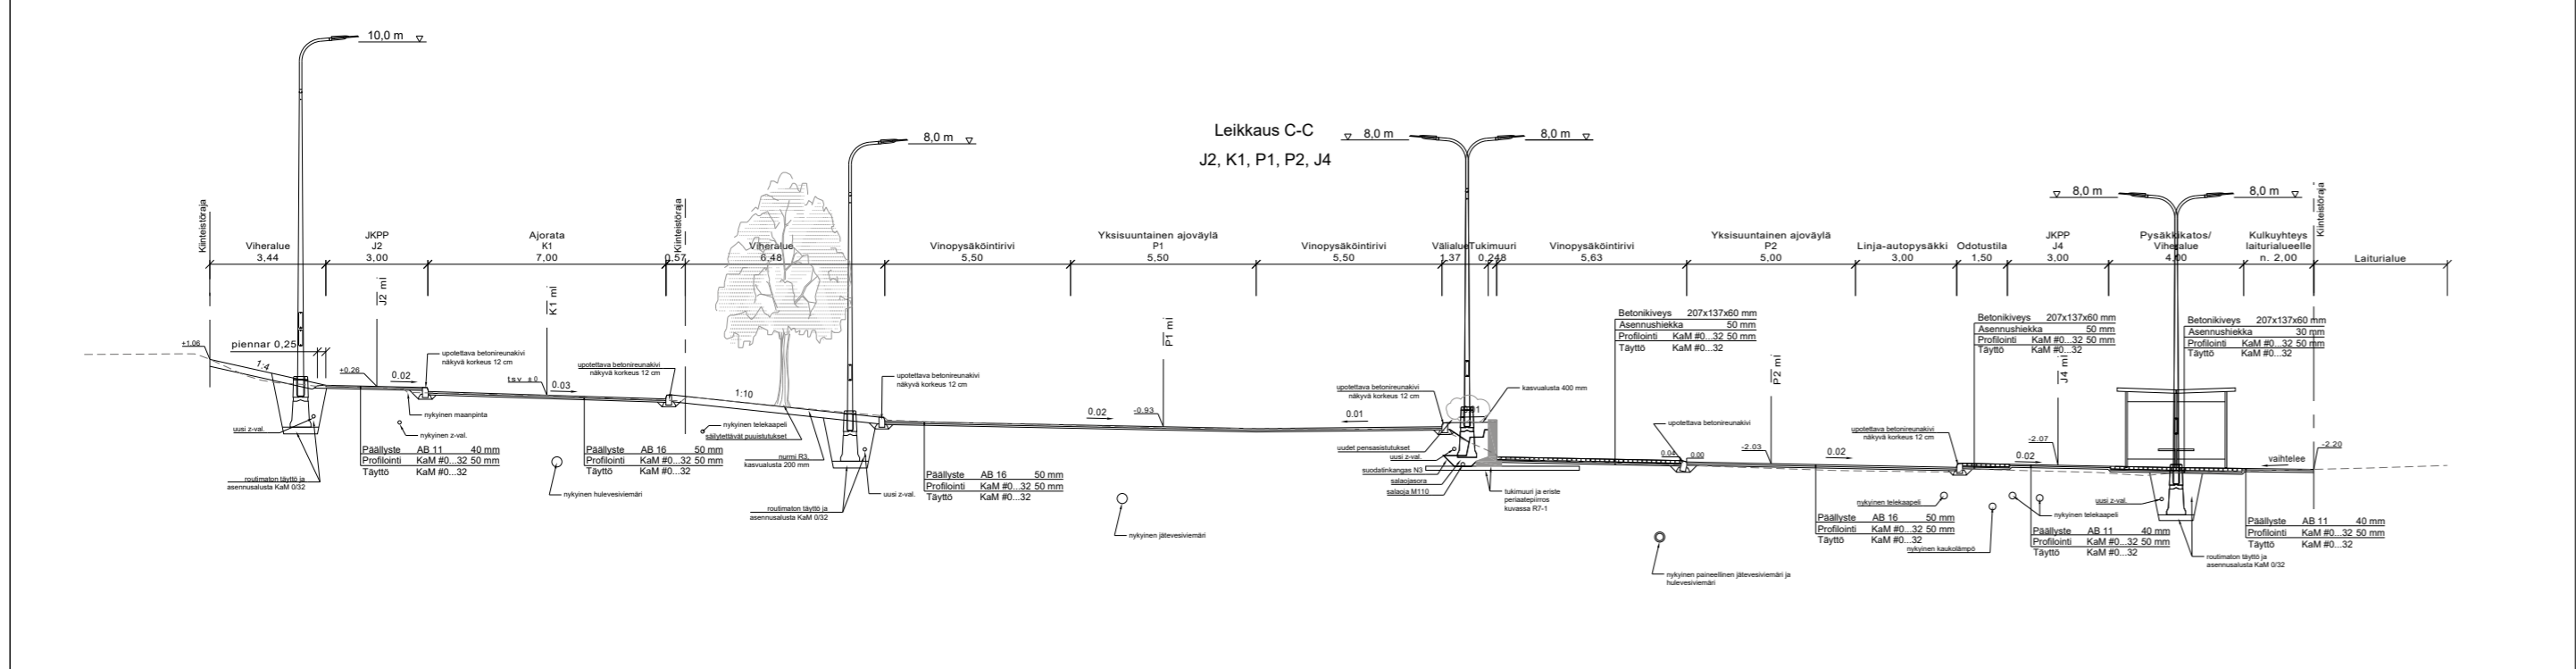 10,0 m
8,0 m
Leikkaus C-C
J2, K1, P1, P2, J4
8,0 m
8,0 m
8,0 m
8,0 m
Kiinteistöraja
Viheralue
3,44
JKPP
J2
3,00
Ajorata
K1
7,00
Kiinteistöraja
0,57
Viheralue
6,48
Vinopysäköintirivi
5,50
Yksisuuntainen ajoväylä
P1
5,50
Vinopysäköintirivi
5,50
Välialue
1,37
Tukimuuri
0,248
Vinopysäköintirivi
5,63
Yksisuuntainen ajoväylä
P2
5,00
Linja-autopysäkki
3,00
Odotustila
1,50
JKPP
J4
3,00
Pysäkkikatos/
Viheralue
4,00
Kulkuyhteys
laiturialueelle
n. 2,00
Kiinteistöraja
Laiturialue
J2 ml
K1 ml
P1 ml
P2 ml
J4 ml
+1.06
piennar 0,25
1:4
+0.26
0.02
upotettava betonireunakivi
näkyvä korkeus 12 cm
tsv ±0
0.03
upotettava betonireunakivi
näkyvä korkeus 12 cm
1:10
upotettava betonireunakivi
näkyvä korkeus 12 cm
0.02
-0.93
0.01
upotettava betonireunakivi
näkyvä korkeus 12 cm
kasvualusta 400 mm
uusi z-val.
nykyinen maanpinta
nykyinen z-val.
routimaton täyttö ja
asennusalusta KaM 0/32
Päällyste AB 11 40 mm
Profilointi KaM #0...32 50 mm
Täyttö KaM #0...32
nykyinen hulevesiviemäri
Päällyste AB 16 50 mm
Profilointi KaM #0...32 50 mm
Täyttö KaM #0...32
nykyinen telekaapeli
säilytettävät puuistutukset
nurmi R3,
kasvualusta 200 mm
routimaton täyttö ja
asennusalusta KaM 0/32
uusi z-val.
Päällyste AB 16 50 mm
Profilointi KaM #0...32 50 mm
Täyttö KaM #0...32
nykyinen jätevesiviemäri
uudet pensasistutukset
uusi z-val.
suodatinkangas N3
salaojasora
salaoja M110
tukimuuri ja eriste
periaatepiirros
kuvassa R7-1
Betonikiveys 207x137x60 mm
Asennushiekka 50 mm
Profilointi KaM #0...32 50 mm
Täyttö KaM #0...32
upotettava betonireunakivi
0.04
0.00
-2.03
0.02
nykyinen paineellinen jätevesiviemäri ja
hulevesiviemäri
upotettava betonireunakivi
näkyvä korkeus 12 cm
nykyinen telekaapeli
Päällyste AB 16 50 mm
Profilointi KaM #0...32 50 mm
Täyttö KaM #0...32
nykyinen kaukolämpö
Betonikiveys 207x137x60 mm
Asennushiekka 50 mm
Profilointi KaM #0...32 50 mm
Täyttö KaM #0...32
-2.07
0.02
nykyinen telekaapeli
Päällyste AB 11 40 mm
Profilointi KaM #0...32 50 mm
Täyttö KaM #0...32
Betonikiveys 207x137x60 mm
Asennushiekka 30 mm
Profilointi KaM #0...32 50 mm
Täyttö KaM #0...32
uusi z-val.
vaihtelee
-2,20
routimaton täyttö ja
asennusalusta KaM 0/32
Päällyste AB 11 40 mm
Profilointi KaM #0...32 50 mm
Täyttö KaM #0...32